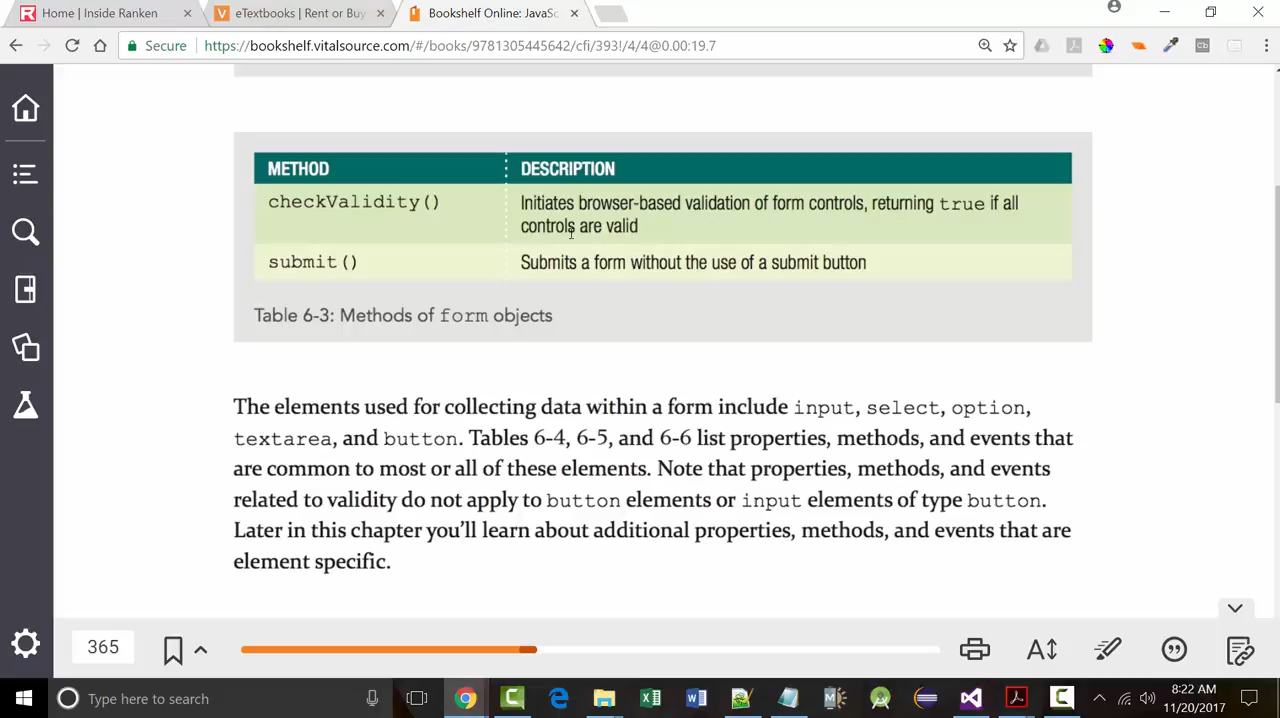 Home | Inside Ranken
eTextbooks | Rent or Buy
Bookshelf Online: JavaSc
Secure
https://bookshelf.vitalsource.com/#/books/9781305445642/cfi/393!/4/4@0.00:19.7
METHOD DESCRIPTION
checkValidity() Initiates browser-based validation of form controls, returning true if all
controls are valid
submit() Submits a form without the use of a submit button
Table 6-3: Methods of form objects
The elements used for collecting data within a form include input, select, option,
textarea, and button. Tables 6-4, 6-5, and 6-6 list properties, methods, and events that
are common to most or all of these elements. Note that properties, methods, and events
related to validity do not apply to button elements or input elements of type button.
Later in this chapter you’ll learn about additional properties, methods, and events that are
element specific.
365
Type here to search
8:22 AM
11/20/2017